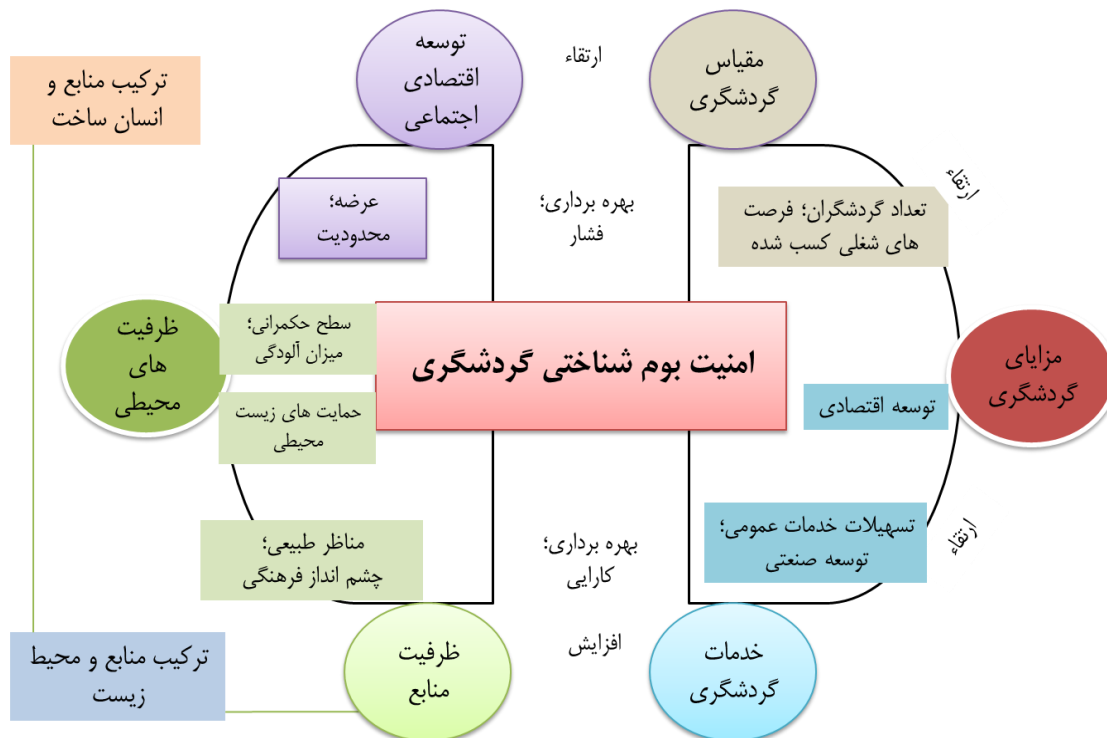 توسعه
اقتصادی
اجتماعی
ارتقاء
مقیاس
گردشگری
ترکیب منابع و
انسان ساخت
ارتقاء
عرضه؛
محدودیت
بهره برداری؛
فشار
تعداد گردشگران؛ فرصت
های شغلی کسب شده
ظرفیت
های
محیطی
سطح حکمرانی؛
میزان آلودگی
امنیت بوم شناختی گردشگری
مزایای
گردشگری
حمایت های زیست
محیطی
توسعه اقتصادی
مناظر طبیعی؛
چشم انداز فرهنگی
بهره برداری؛
کارایی
تسهیلات خدمات عمومی؛
توسعه صنعتی
ارتقاء
ترکیب منابع و محیط
زیست
ظرفیت
منابع
افزایش
خدمات
گردشگری